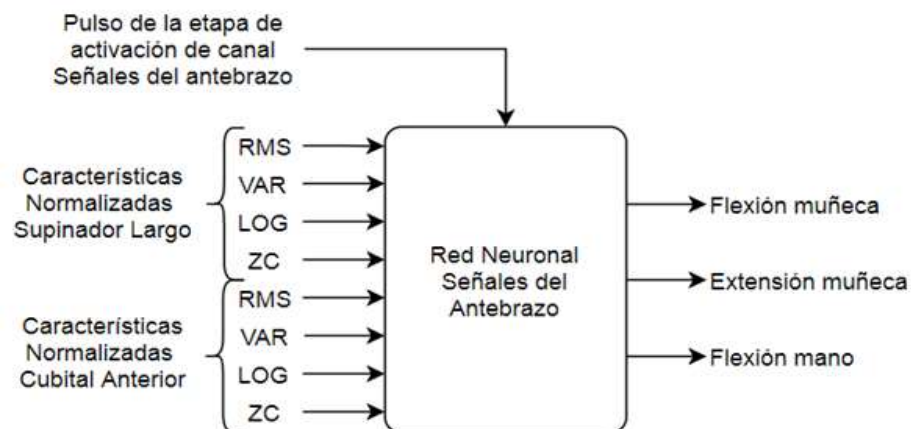 Pulso de la etapa de
activación de canal
Señales del antebrazo
Características
Normalizadas
Supinador Largo
RMS
VAR
LOG
ZC
Características
Normalizadas
Cubital Anterior
RMS
VAR
LOG
ZC
Red Neuronal
Señales del
Antebrazo
Flexión muñeca
Extensión muñeca
Flexión mano